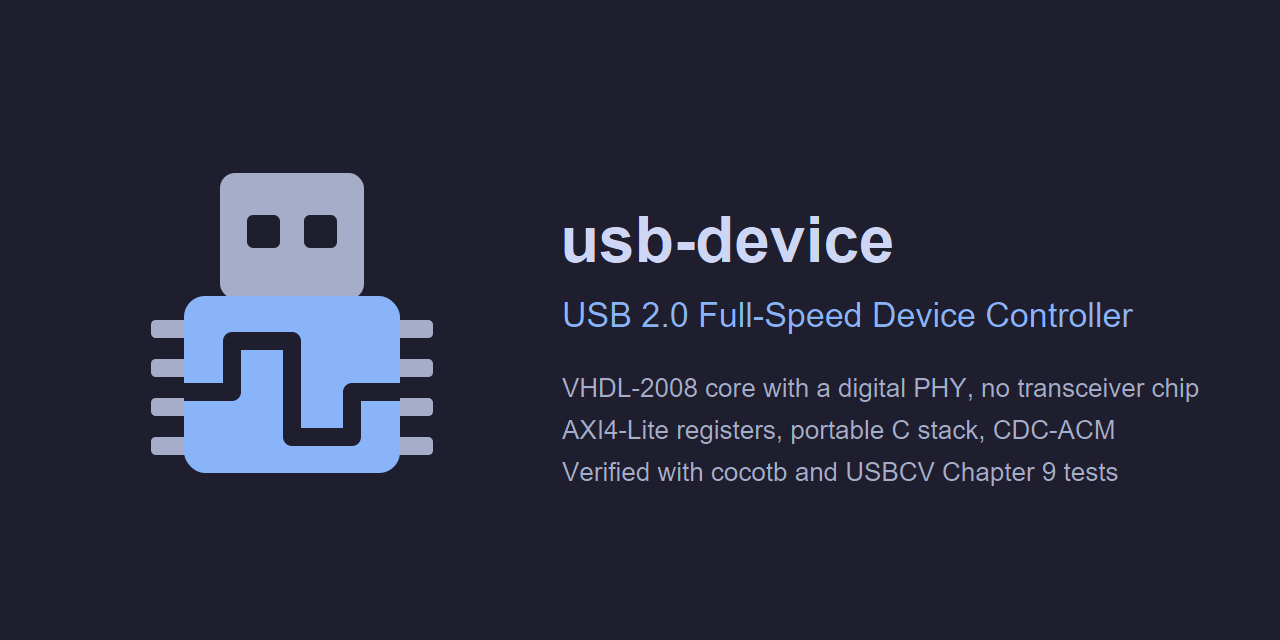 usb-device
USB 2.0 Full-Speed Device Controller
VHDL-2008 core with a digital PHY, no transceiver chip
AXI4-Lite registers, portable C stack, CDC-ACM
Verified with cocotb and USBCV Chapter 9 tests